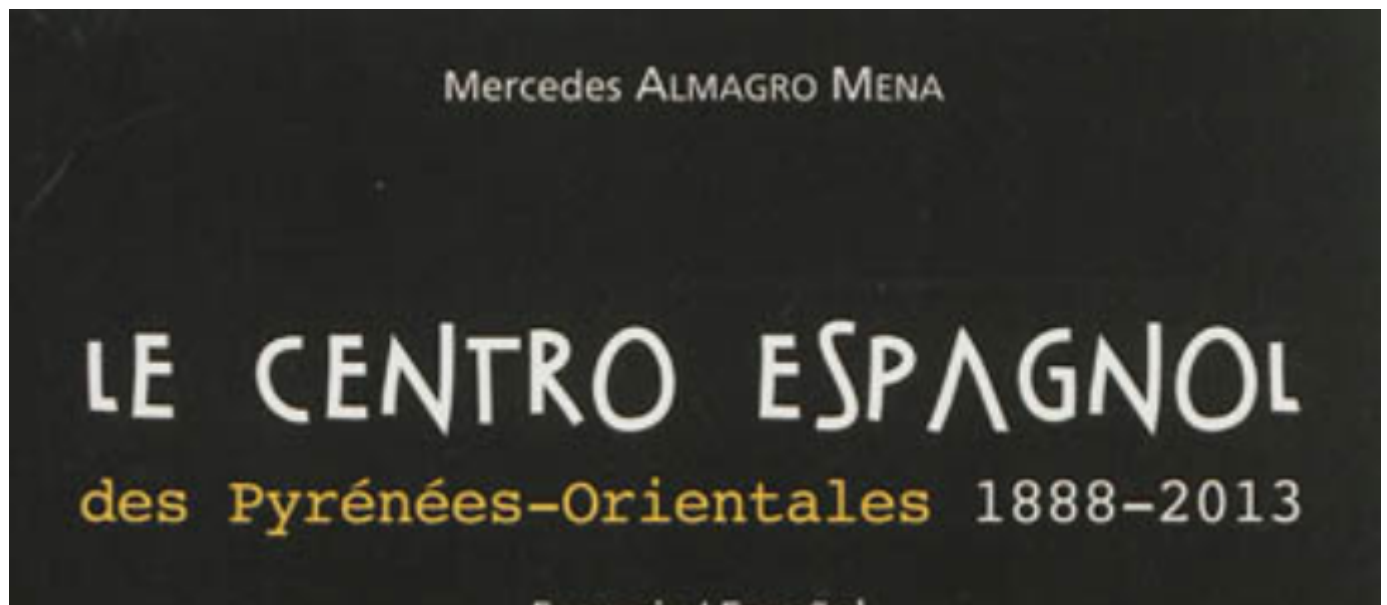 Mercedes ALMAGRO MENA
LE CENTRO ESPAGNOL
des Pyrénées-Orientales 1888-2013